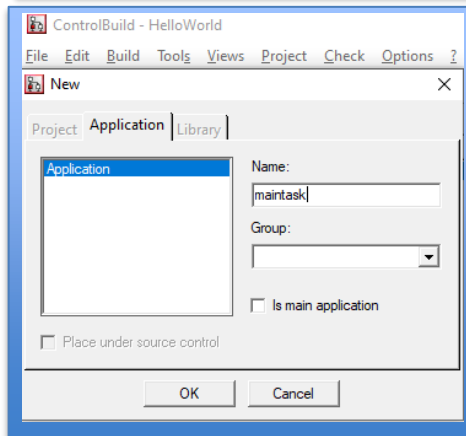 ControlBuild - HelloWorld
File Edit Build Tools Views Project Check Options ?
New
Project Application Library
Application
Name:
maintask
Group:
Is main application
Place under source control
OK Cancel